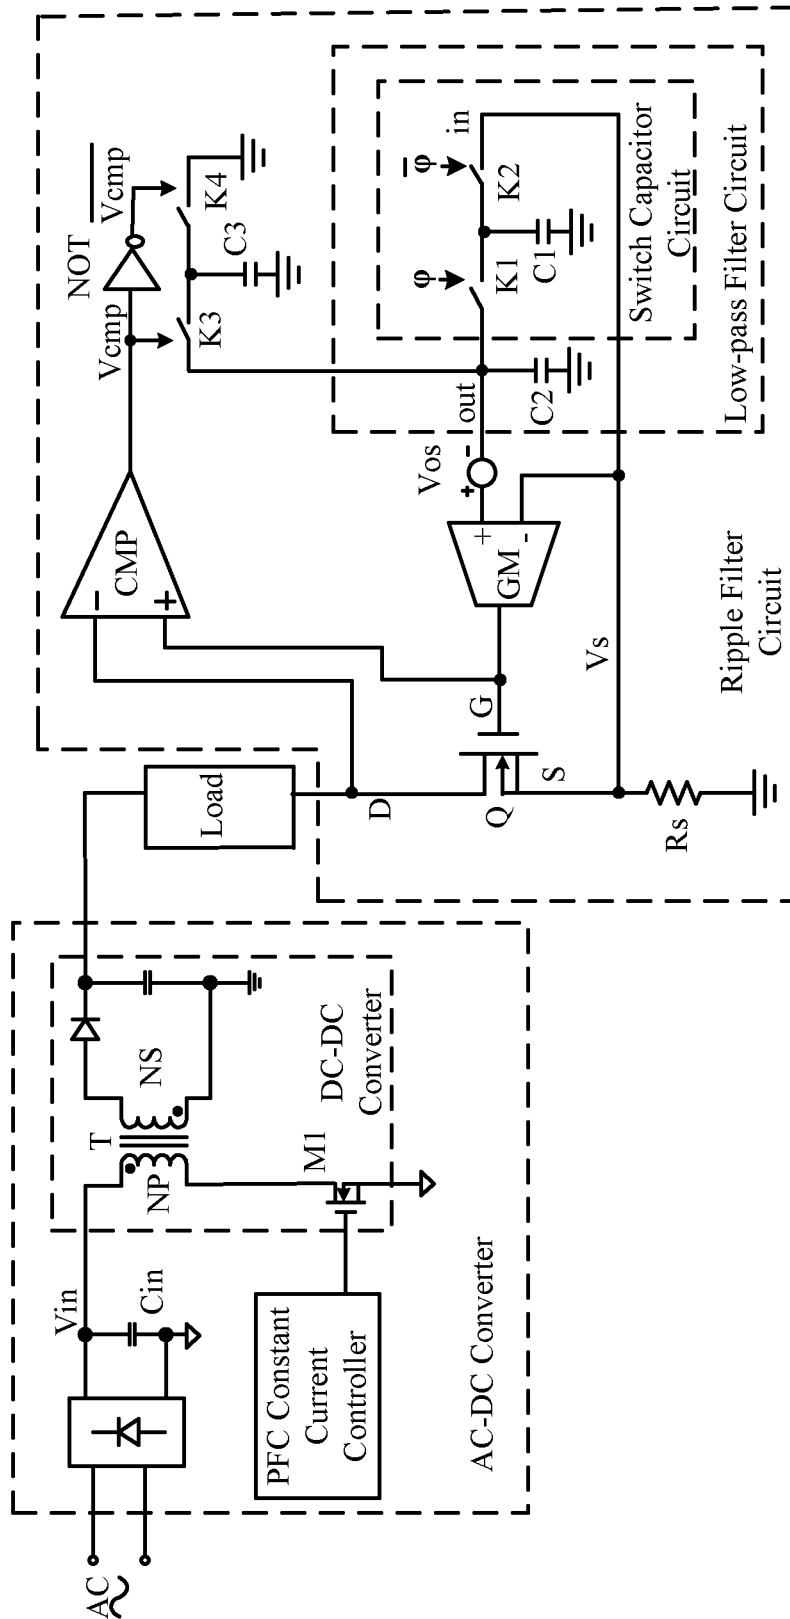 AC
~
Vin
Cin
PFC Constant
Current
Controller
AC-DC Converter
T
NP
NS
M1
DC-DC
Converter
Load
D
G
Q
S
Rs
Vs
CMP
−
+
Vcmp
NOT
Vcmp
K3
C3
K4
GM
+
-
Vos
+
-
out
C2
φ
K1
C1
φ
K2
in
Switch Capacitor
Circuit
Low-pass Filter Circuit
Ripple Filter
Circuit